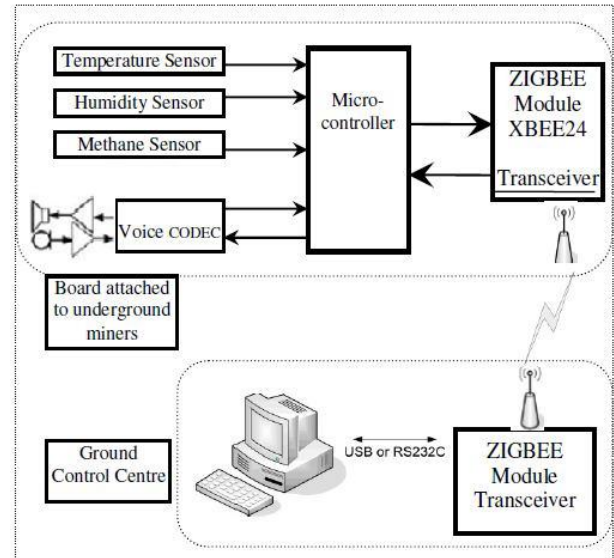 Temperature Sensor
Humidity Sensor
Methane Sensor
Voice CODEC
Micro-
controller
ZIGBEE
Module
XBEE24
Transceiver
Board attached
to underground
miners
Ground
Control Centre
USB or RS232C
ZIGBEE
Module
Transceiver